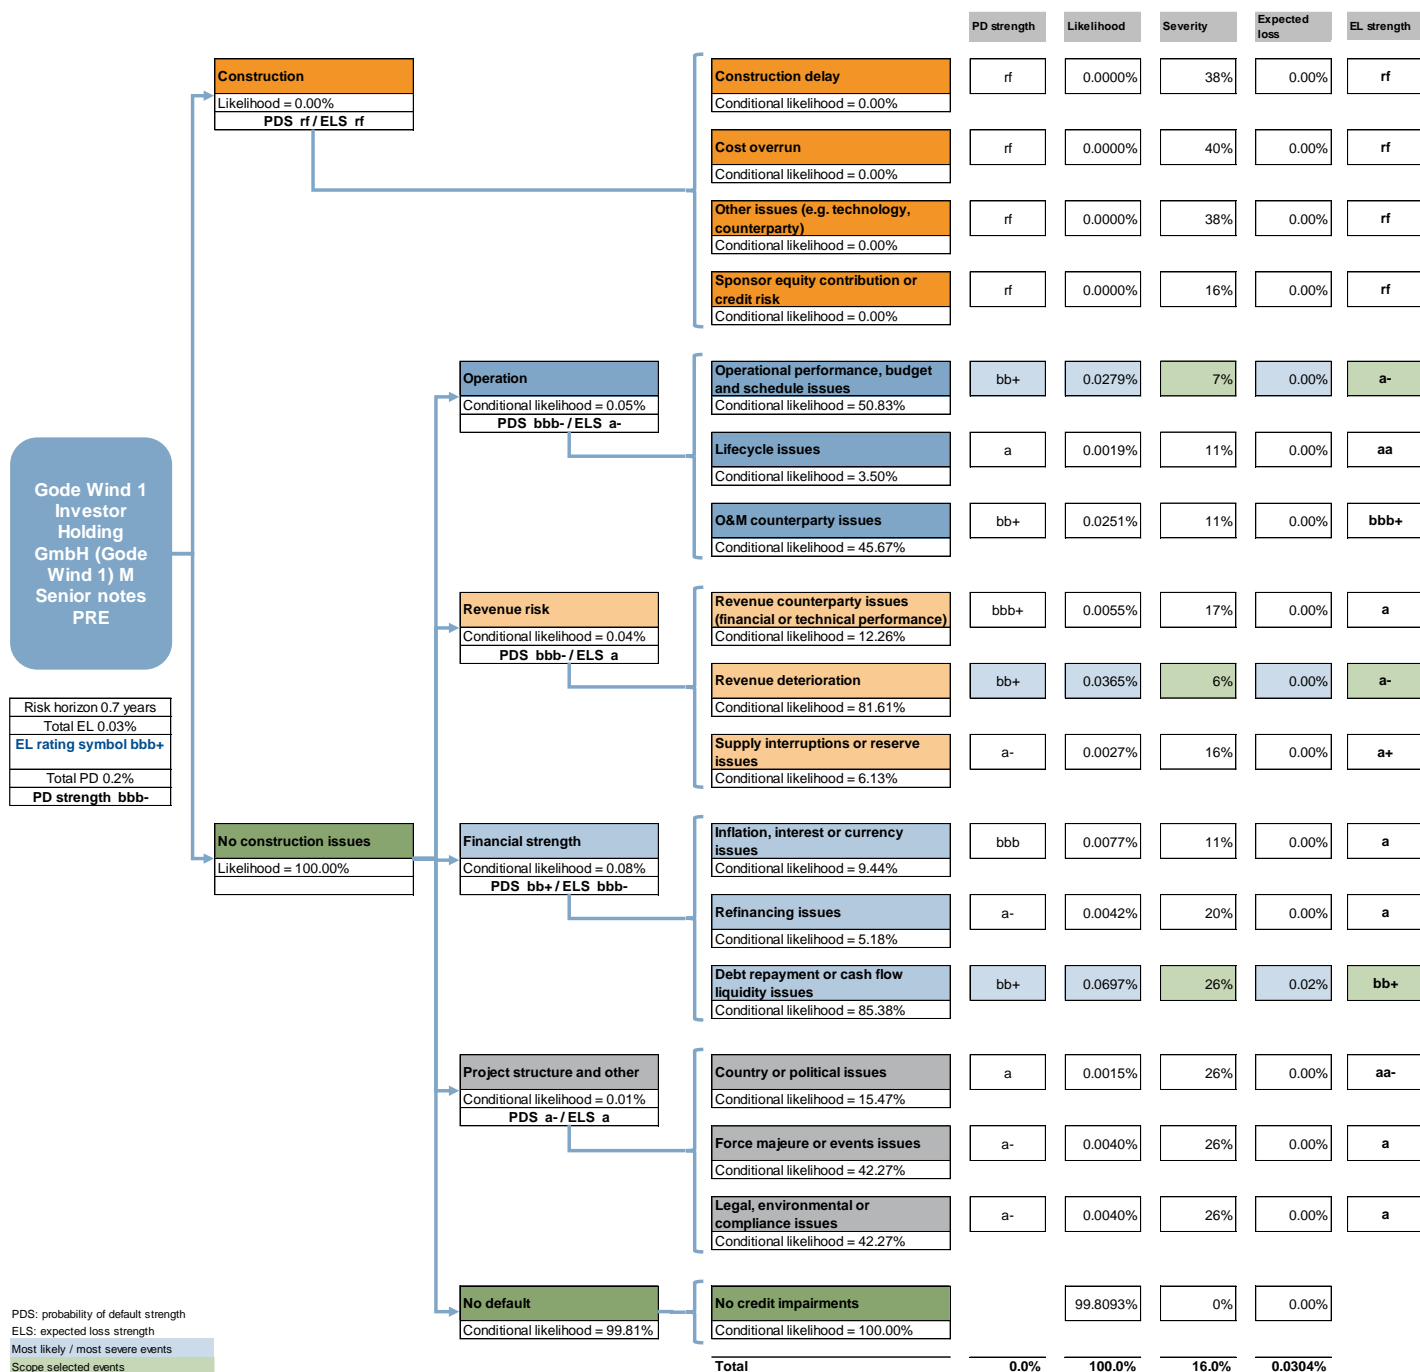 PD strength
Likelihood
Severity
Expected
loss
EL strength
Construction
Likelihood = 0.00%
PDS rf / ELS rf
Construction delay
Conditional likelihood = 0.00%
rf
0.0000%
38%
0.00%
rf
Cost overrun
Conditional likelihood = 0.00%
rf
0.0000%
40%
0.00%
rf
Other issues (e.g. technology,
counterparty)
Conditional likelihood = 0.00%
rf
0.0000%
38%
0.00%
rf
Sponsor equity contribution or
credit risk
Conditional likelihood = 0.00%
rf
0.0000%
16%
0.00%
rf
Operation
Conditional likelihood = 0.05%
PDS bbb- / ELS a-
Operational performance, budget
and schedule issues
Conditional likelihood = 50.83%
bb+
0.0279%
7%
0.00%
a-
Lifecycle issues
Conditional likelihood = 3.50%
a
0.0019%
11%
0.00%
aa
O&M counterparty issues
Conditional likelihood = 45.67%
bb+
0.0251%
11%
0.00%
bbb+
Gode Wind 1
Investor
Holding
GmbH (Gode
Wind 1) M
Senior notes
PRE
Risk horizon 0.7 years
Total EL 0.03%
EL rating symbol bbb+
Total PD 0.2%
PD strength bbb-
Revenue risk
Conditional likelihood = 0.04%
PDS bbb- / ELS a
Revenue counterparty issues
(financial or technical performance)
Conditional likelihood = 12.26%
bbb+
0.0055%
17%
0.00%
a
Revenue deterioration
Conditional likelihood = 81.61%
bb+
0.0365%
6%
0.00%
a-
Supply interruptions or reserve
issues
Conditional likelihood = 6.13%
a-
0.0027%
16%
0.00%
a+
No construction issues
Likelihood = 100.00%
Financial strength
Conditional likelihood = 0.08%
PDS bb+ / ELS bbb-
Inflation, interest or currency
issues
Conditional likelihood = 9.44%
bbb
0.0077%
11%
0.00%
a
Refinancing issues
Conditional likelihood = 5.18%
a-
0.0042%
20%
0.00%
a
Debt repayment or cash flow
liquidity issues
Conditional likelihood = 85.38%
bb+
0.0697%
26%
0.02%
bb+
Project structure and other
Conditional likelihood = 0.01%
PDS a- / ELS a
Country or political issues
Conditional likelihood = 15.47%
a
0.0015%
26%
0.00%
aa-
Force majeure or events issues
Conditional likelihood = 42.27%
a-
0.0040%
26%
0.00%
a
Legal, environmental or
compliance issues
Conditional likelihood = 42.27%
a-
0.0040%
26%
0.00%
a
No default
Conditional likelihood = 99.81%
No credit impairments
Conditional likelihood = 100.00%
99.8093%
0%
0.00%
PDS: probability of default strength
ELS: expected loss strength
Most likely / most severe events
Scope selected events
Total
0.0%
100.0%
16.0%
0.0304%